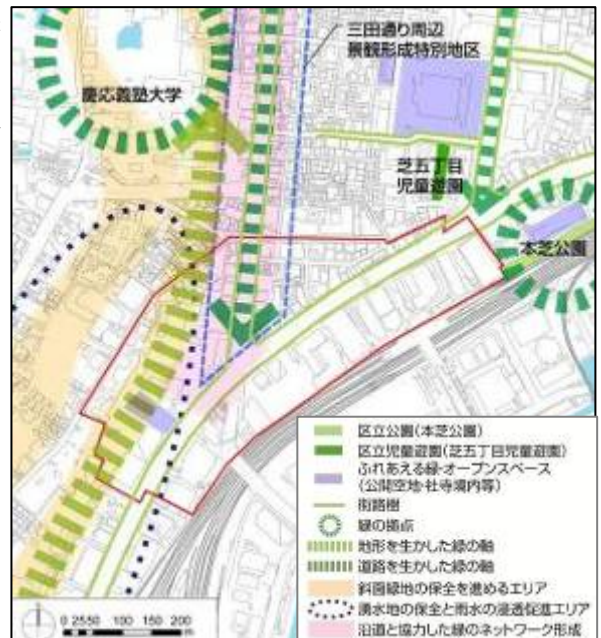 三田通り周辺
景観形成特別地区
慶応義塾大学
芝五丁目
児童遊園
本芝公園
区立公園(本芝公園)
区立児童遊園(芝五丁目児童遊園)
ふれあえる緑・オープンスペース
(公開空地・社寺境内等)
街路樹
緑の拠点
地形を生かした緑の軸
道路を生かした緑の軸
斜面緑地の保全を進めるエリア
湧水地の保全と雨水の浸透促進エリア
沿道と協力した緑のネットワーク形成
0 25 50 100 150 200
m